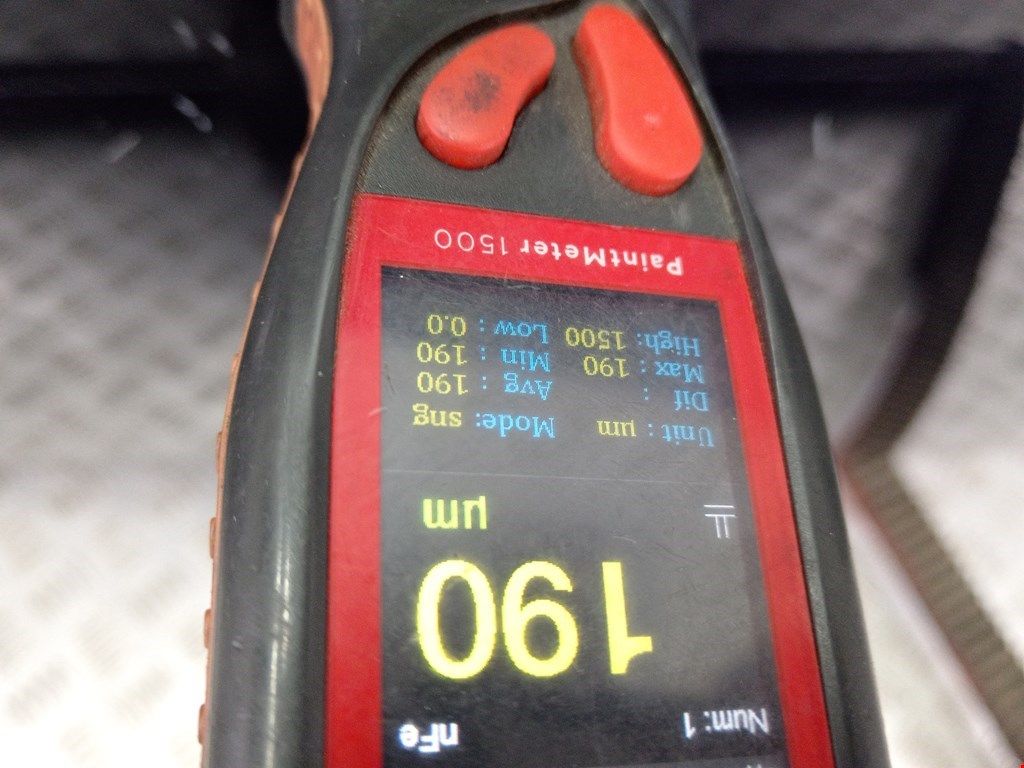 Num: 1 nFe
190
µm
Unit : µm Mode: sng
Dif : Avg : 190
Max : 190 Min : 190
High: 1500 Low : 0.0
PaintMeter 1500